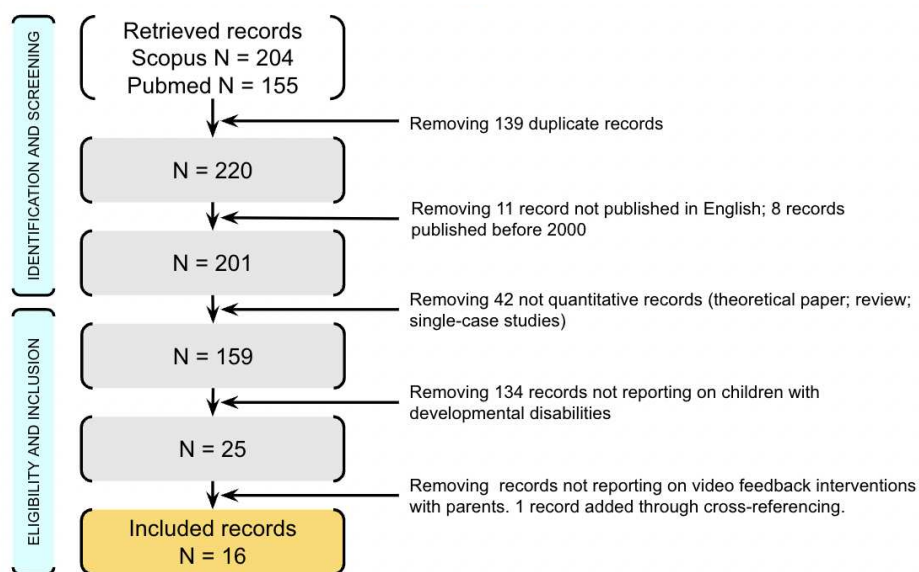 IDENTIFICATION AND SCREENING
Retrieved records
Scopus N = 204
Pubmed N = 155
Removing 139 duplicate records
N = 220
Removing 11 record not published in English; 8 records
published before 2000
N = 201
Removing 42 not quantitative records (theoretical paper; review;
single-case studies)
ELIGIBILITY AND INCLUSION
N = 159
Removing 134 records not reporting on children with
developmental disabilities
N = 25
Removing  records not reporting on video feedback interventions
with parents. 1 record added through cross-referencing.
Included records
N = 16